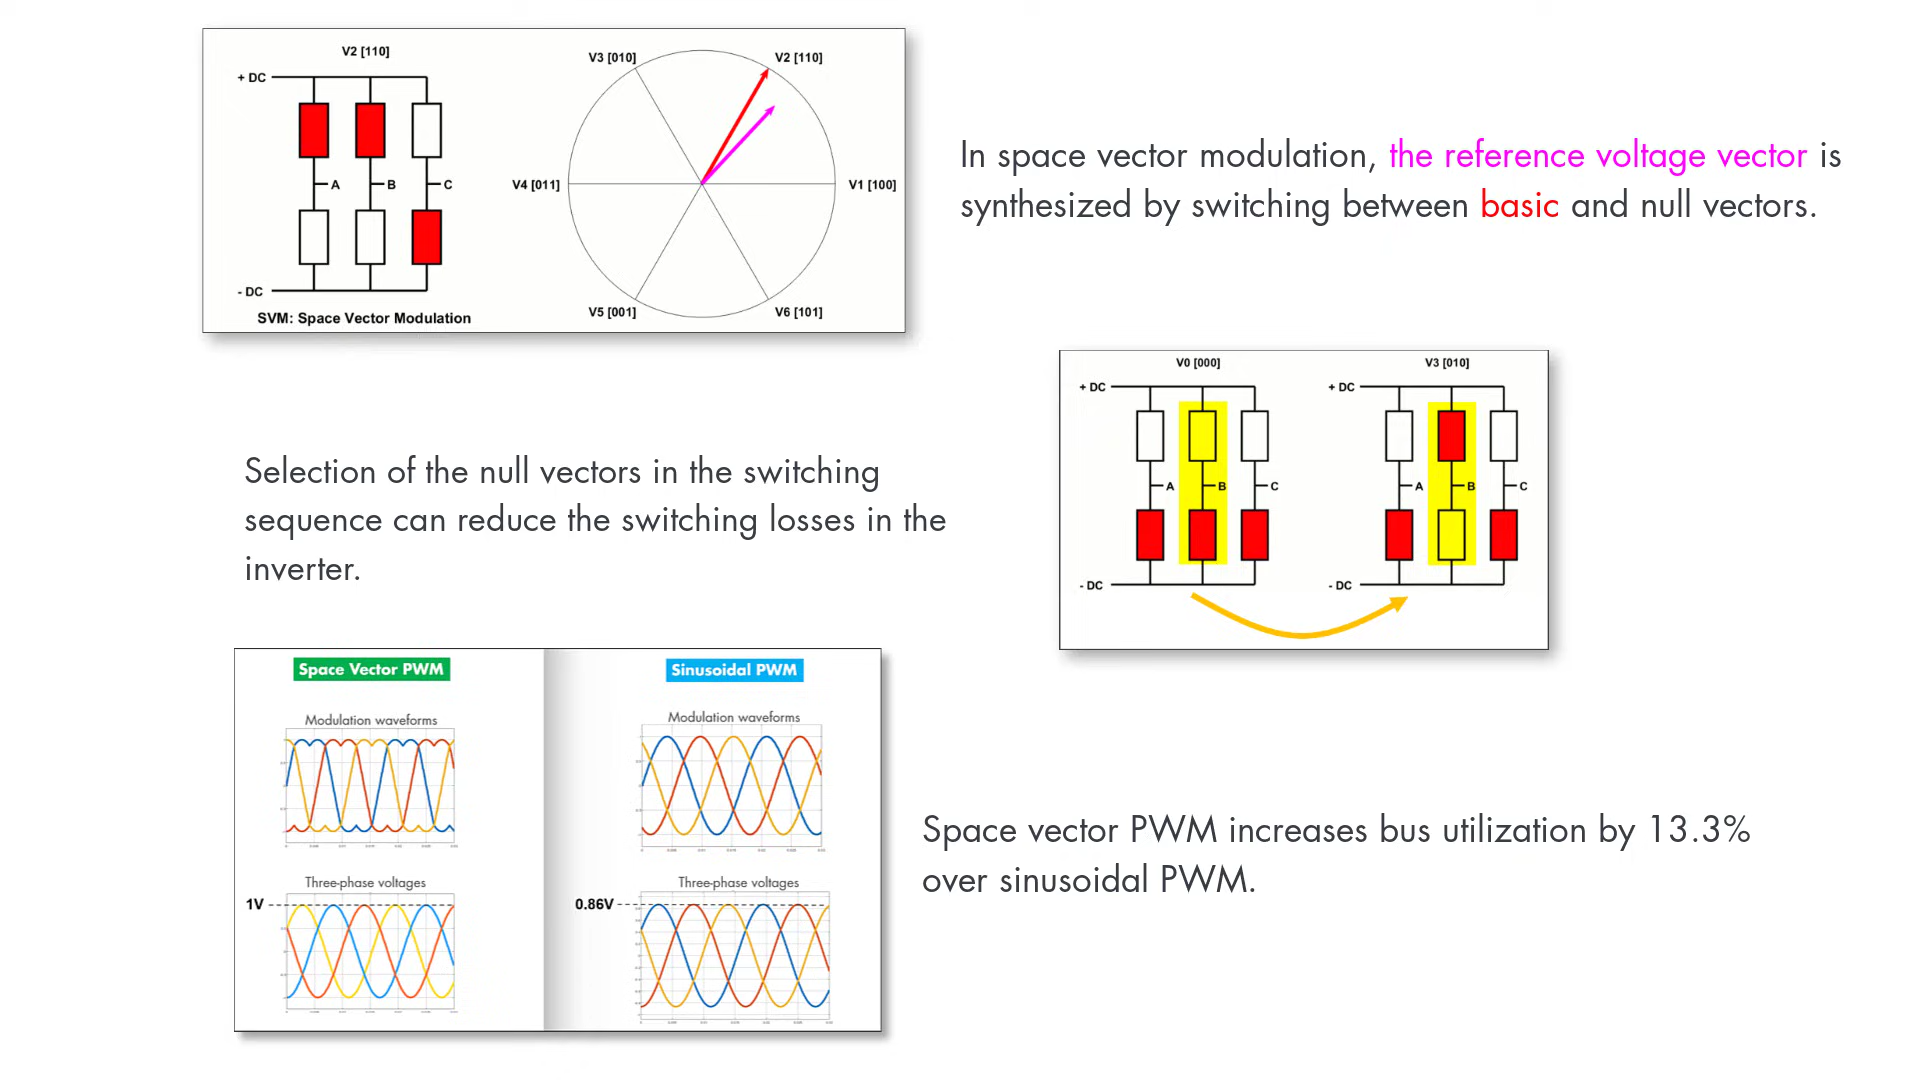 V2 [110]
+ DC
A
B
C
- DC
SVM: Space Vector Modulation
V3 [010]
V2 [110]
V4 [011]
V1 [100]
V5 [001]
V6 [101]
In space vector modulation, the reference voltage vector is
synthesized by switching between basic and null vectors.
V0 [000]
+ DC
A
B
C
- DC
V3 [010]
+ DC
A
B
C
- DC
Selection of the null vectors in the switching
sequence can reduce the switching losses in the
inverter.
Space Vector PWM
Modulation waveforms
Three-phase voltages
1V
Sinusoidal PWM
Modulation waveforms
Three-phase voltages
0.86V
Space vector PWM increases bus utilization by 13.3%
over sinusoidal PWM.